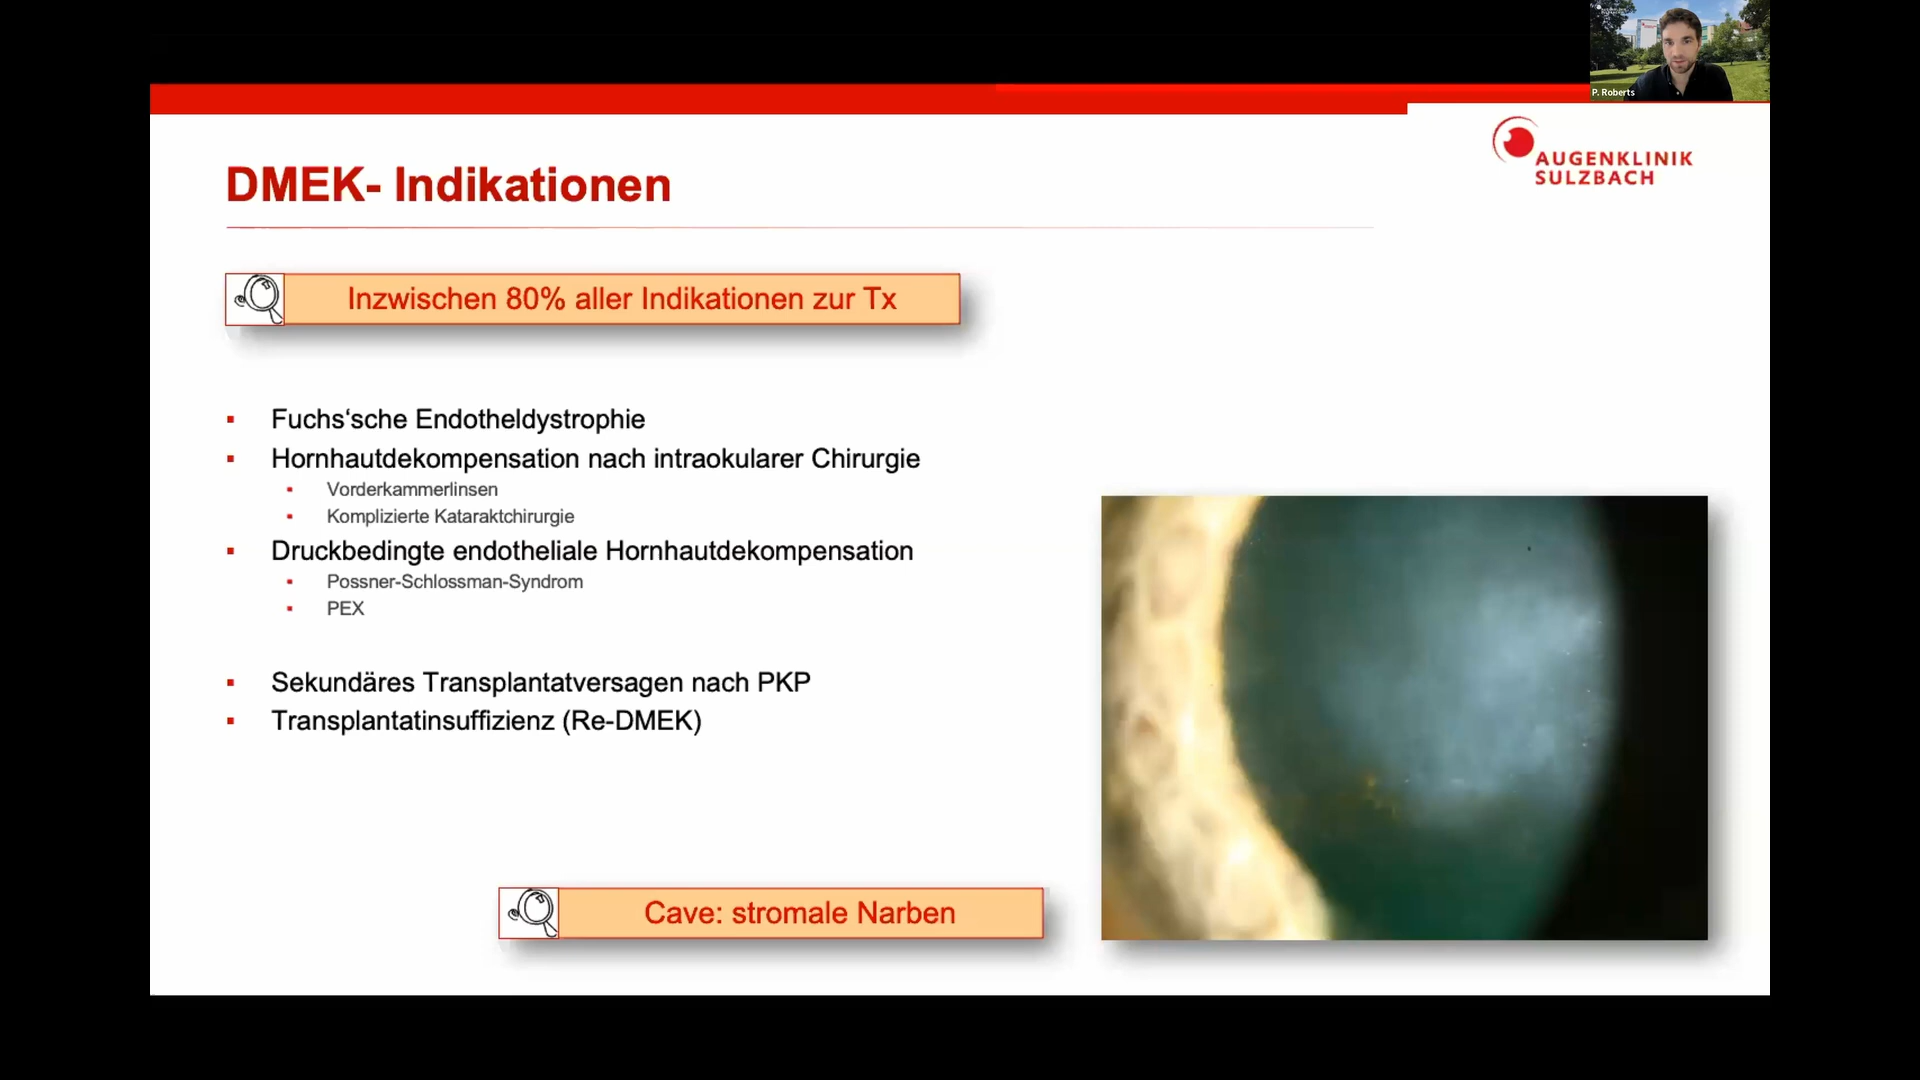 P. Roberts
AUGENKLINIK
SULZBACH
DMEK- Indikationen
Inzwischen 80% aller Indikationen zur Tx
Fuchs‘sche Endotheldystrophie
Hornhautdekompensation nach intraokularer Chirurgie
Vorderkammerlinsen
Komplizierte Kataraktchirurgie
Druckbedingte endotheliale Hornhautdekompensation
Possner-Schlossman-Syndrom
PEX
Sekundäres Transplantatversagen nach PKP
Transplantatinsuffizienz (Re-DMEK)
Cave: stromale Narben